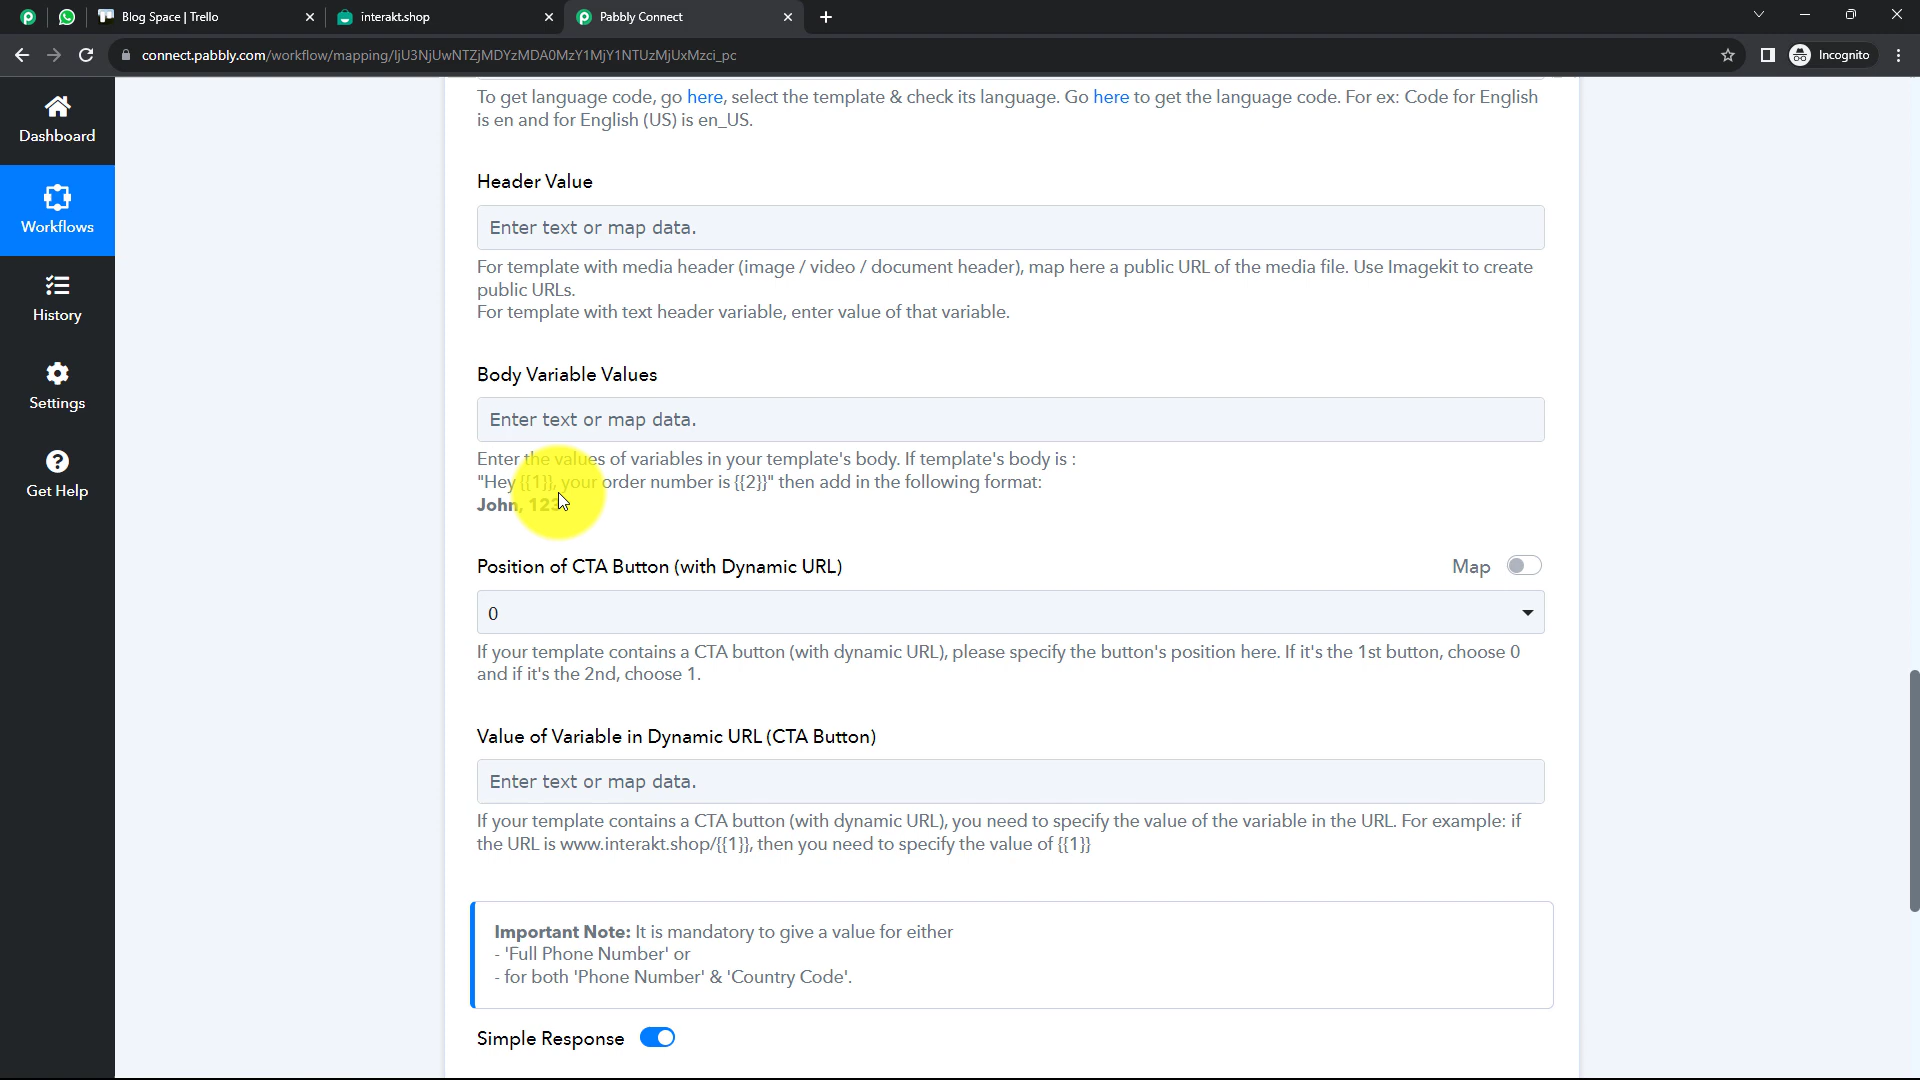 Blog Space | Trello
interakt.shop
Pabbly Connect
connect.pabbly.com/workflow/mapping/IjU3NjUwNTZjMDYzMDA0MzY1MjY1NTUzMjUxMzci_pc
Incognito
Dashboard
Workflows
History
Settings
Get Help
To get language code, go here, select the template & check its language. Go here to get the language code. For ex: Code for English
is en and for English (US) is en_US.
Header Value
Enter text or map data.
For template with media header (image / video / document header), map here a public URL of the media file. Use Imagekit to create
public URLs.
For template with text header variable, enter value of that variable.
Body Variable Values
Enter text or map data.
Enter the values of variables in your template's body. If template's body is :
"Hey {{1}}, your order number is {{2}}" then add in the following format:
John, 123
Position of CTA Button (with Dynamic URL)
Map
0
If your template contains a CTA button (with dynamic URL), please specify the button's position here. If it's the 1st button, choose 0
and if it's the 2nd, choose 1.
Value of Variable in Dynamic URL (CTA Button)
Enter text or map data.
If your template contains a CTA button (with dynamic URL), you need to specify the value of the variable in the URL. For example: if
the URL is www.interakt.shop/{{1}}, then you need to specify the value of {{1}}
Important Note: It is mandatory to give a value for either
- 'Full Phone Number' or
- for both 'Phone Number' & 'Country Code'.
Simple Response